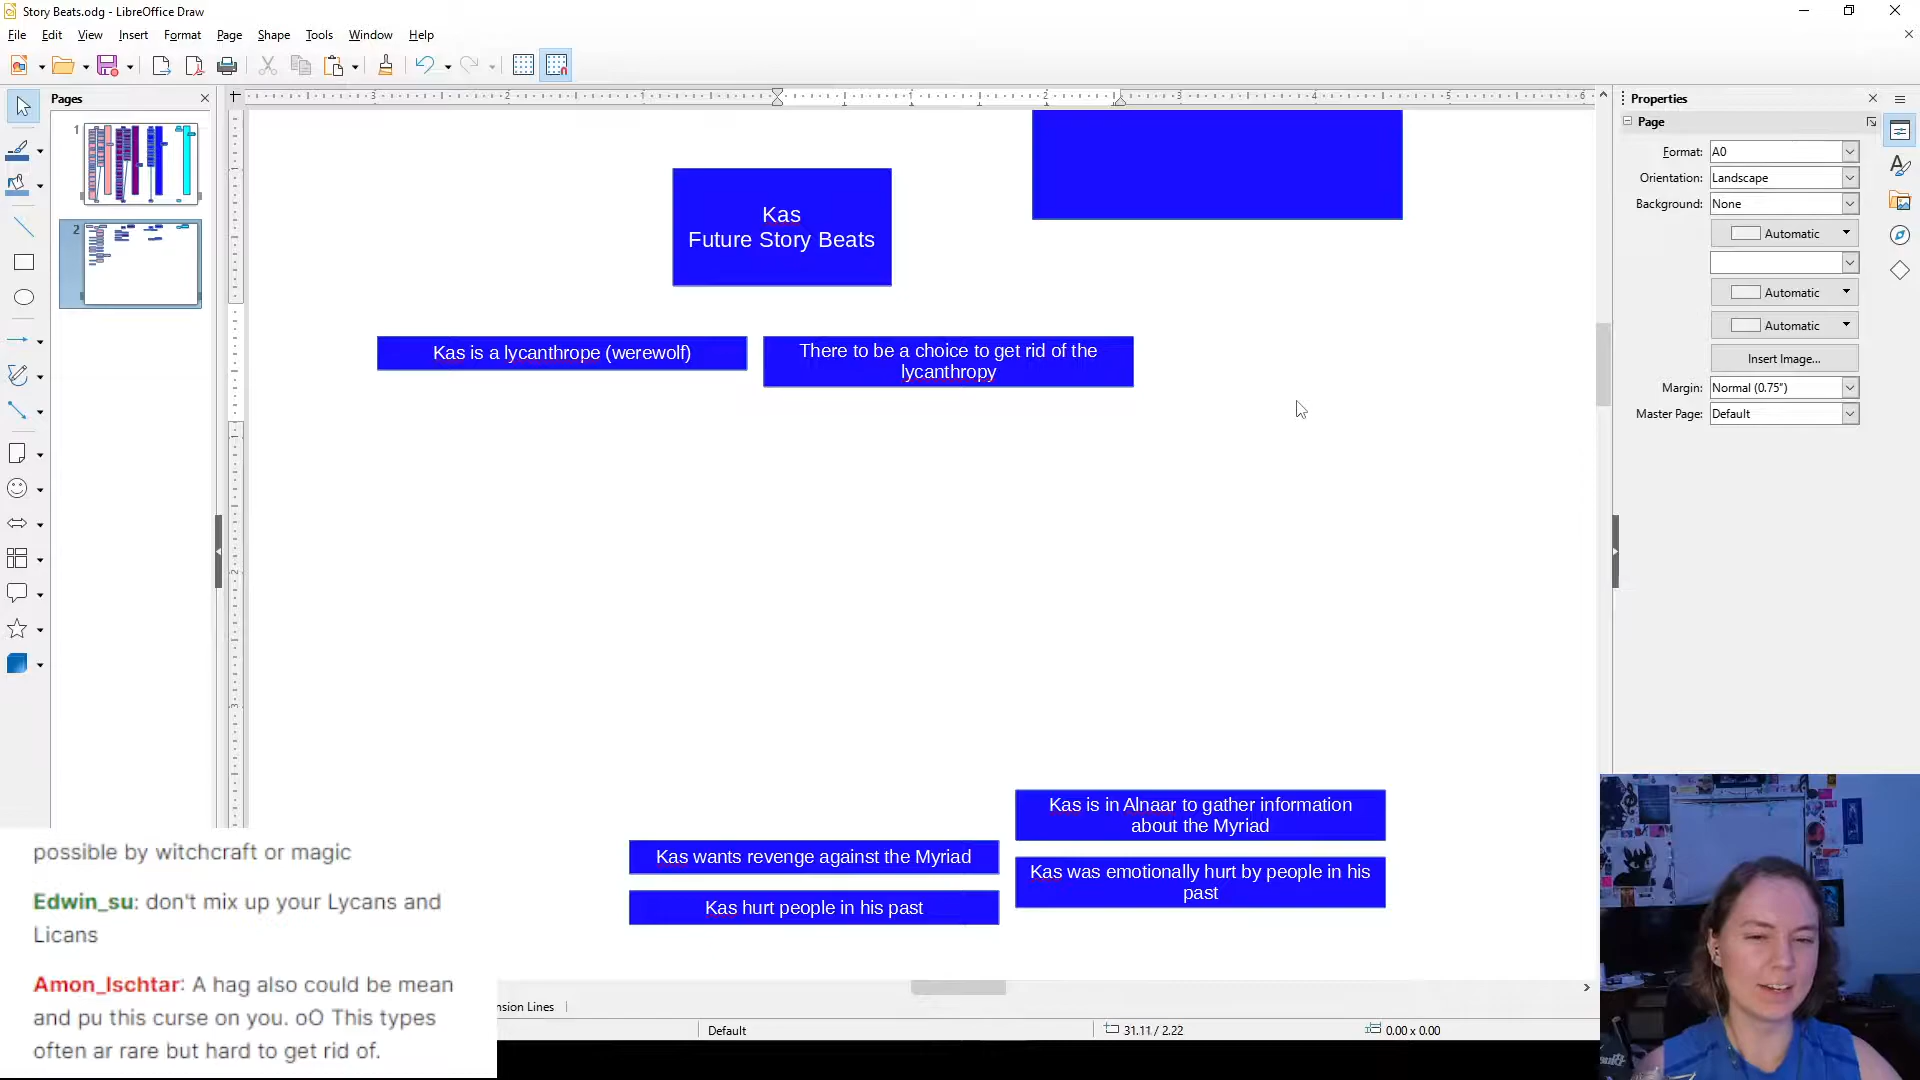 Story Beats.odg - LibreOffice Draw
File Edit View Insert Format Page Shape Tools Window Help
Pages
1
2
Kas
Future Story Beats
Kas is a lycanthrope (werewolf)
There to be a choice to get rid of the
lycanthropy
Kas is in Alnaar to gather information
about the Myriad
Kas wants revenge against the Myriad
Kas was emotionally hurt by people in his
past
Kas hurt people in his past
Properties
Page
Format: A0
Orientation: Landscape
Background: None
Automatic
Automatic
Automatic
Insert Image...
Margin: Normal (0.75")
Master Page: Default
possible by witchcraft or magic
Edwin_su: don't mix up your Lycans and
Licans
Amon_Ischtar: A hag also could be mean
and pu this curse on you. oO This types
often ar rare but hard to get rid of.
nsion Lines
Default
31.11 / 2.22
0.00 x 0.00